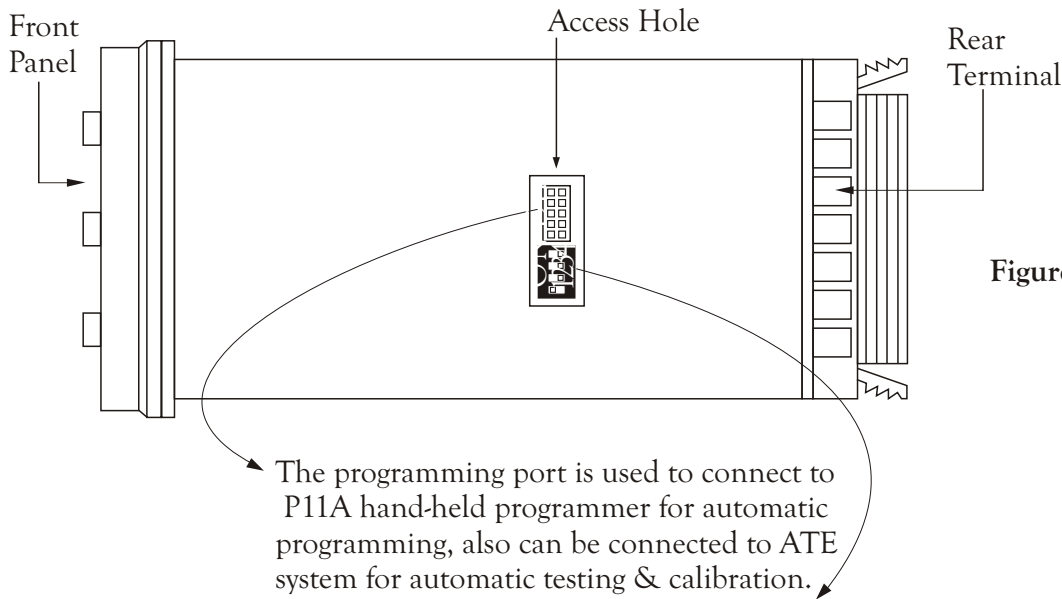 Front
Panel
Access Hole
Rear
Terminal
Figure
The programming port is used to connect to
P11A hand-held programmer for automatic
programming, also can be connected to ATE
system for automatic testing & calibration.